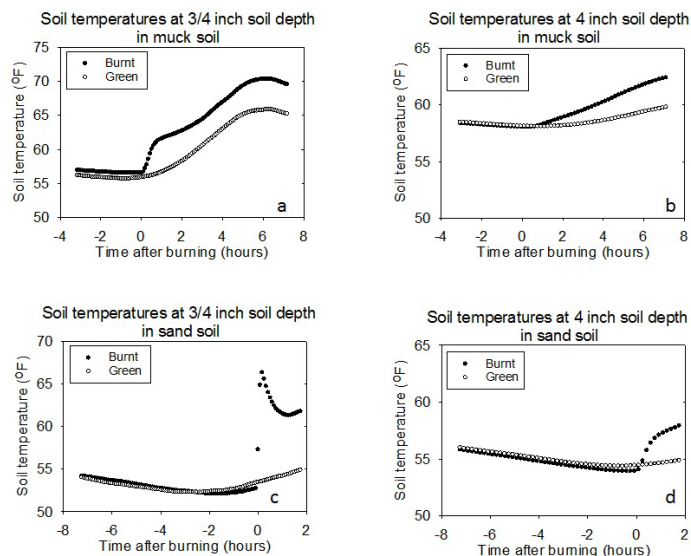 Soil temperatures at 3/4 inch soil depth
in muck soil
75
70
65
60
55
50
Soil temperature (°F)
Burnt
Green
a
-4
-2
0
2
4
6
8
Time after burning (hours)
Soil temperatures at 4 inch soil depth
in muck soil
65
60
55
50
Soil temperature (°F)
Burnt
Green
b
-4
-2
0
2
4
6
8
Time after burning (hours)
Soil temperatures at 3/4 inch soil depth
in sand soil
70
65
60
55
50
Soil temperature (°F)
Burnt
Green
c
-8
-6
-4
-2
0
2
Time after burning (hours)
Soil temperatures at 4 inch soil depth
in sand soil
65
60
55
50
Soil temperature (°F)
Burnt
Green
d
-8
-6
-4
-2
0
2
Time after burning (hours)